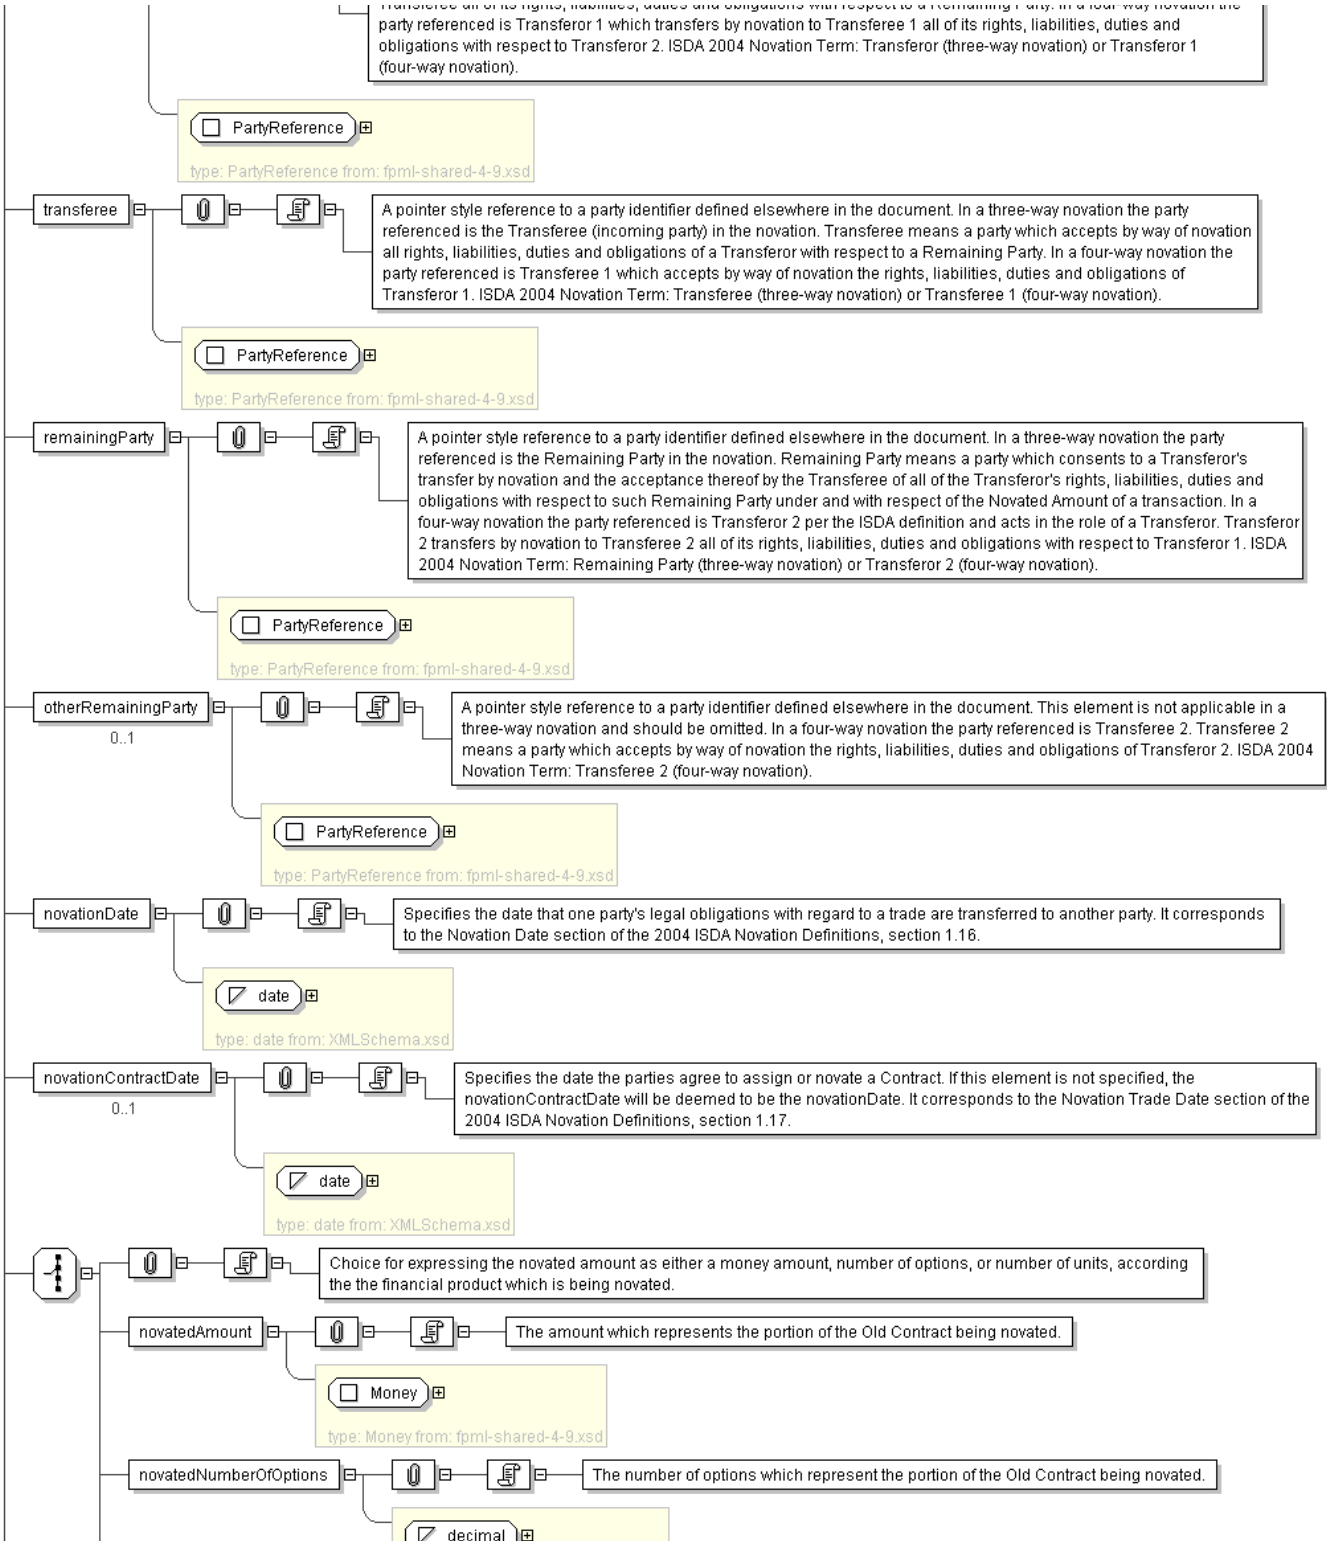 Transferee all of its rights, liabilities, duties and obligations with respect to a Remaining Party. In a four-way novation the
party referenced is Transferor 1 which transfers by novation to Transferee 1 all of its rights, liabilities, duties and
obligations with respect to Transferor 2. ISDA 2004 Novation Term: Transferor (three-way novation) or Transferor 1
(four-way novation).
PartyReference
type: PartyReference from: fpml-shared-4-9.xsd
transferee
A pointer style reference to a party identifier defined elsewhere in the document. In a three-way novation the party
referenced is the Transferee (incoming party) in the novation. Transferee means a party which accepts by way of novation
all rights, liabilities, duties and obligations of a Transferor with respect to a Remaining Party. In a four-way novation the
party referenced is Transferee 1 which accepts by way of novation the rights, liabilities, duties and obligations of
Transferor 1. ISDA 2004 Novation Term: Transferee (three-way novation) or Transferee 1 (four-way novation).
PartyReference
type: PartyReference from: fpml-shared-4-9.xsd
remainingParty
A pointer style reference to a party identifier defined elsewhere in the document. In a three-way novation the party
referenced is the Remaining Party in the novation. Remaining Party means a party which consents to a Transferor's
transfer by novation and the acceptance thereof by the Transferee of all of the Transferor's rights, liabilities, duties and
obligations with respect to such Remaining Party under and with respect of the Novated Amount of a transaction. In a
four-way novation the party referenced is Transferor 2 per the ISDA definition and acts in the role of a Transferor. Transferor
2 transfers by novation to Transferee 2 all of its rights, liabilities, duties and obligations with respect to Transferor 1. ISDA
2004 Novation Term: Remaining Party (three-way novation) or Transferor 2 (four-way novation).
PartyReference
type: PartyReference from: fpml-shared-4-9.xsd
otherRemainingParty
0..1
A pointer style reference to a party identifier defined elsewhere in the document. This element is not applicable in a
three-way novation and should be omitted. In a four-way novation the party referenced is Transferee 2. Transferee 2
means a party which accepts by way of novation the rights, liabilities, duties and obligations of Transferor 2. ISDA 2004
Novation Term: Transferee 2 (four-way novation).
PartyReference
type: PartyReference from: fpml-shared-4-9.xsd
novationDate
Specifies the date that one party's legal obligations with regard to a trade are transferred to another party. It corresponds
to the Novation Date section of the 2004 ISDA Novation Definitions, section 1.16.
date
type: date from: XMLSchema.xsd
novationContractDate
0..1
Specifies the date the parties agree to assign or novate a Contract. If this element is not specified, the
novationContractDate will be deemed to be the novationDate. It corresponds to the Novation Trade Date section of the
2004 ISDA Novation Definitions, section 1.17.
date
type: date from: XMLSchema.xsd
Choice for expressing the novated amount as either a money amount, number of options, or number of units, according
the the financial product which is being novated.
novatedAmount
The amount which represents the portion of the Old Contract being novated.
Money
type: Money from: fpml-shared-4-9.xsd
novatedNumberOfOptions
The number of options which represent the portion of the Old Contract being novated.
decimal